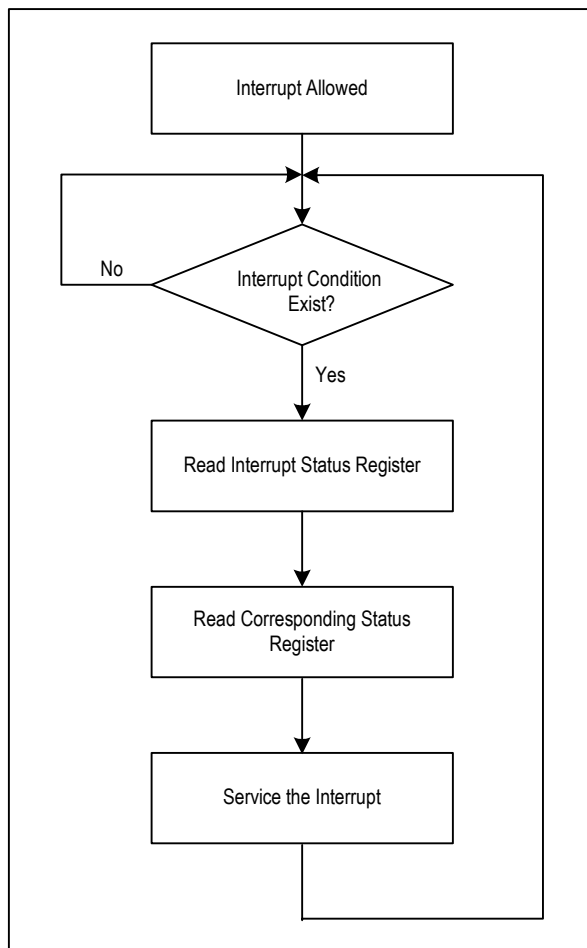 Interrupt Allowed
No
Interrupt Condition
Exist?
Yes
Read Interrupt Status Register
Read Corresponding Status
Register
Service the Interrupt